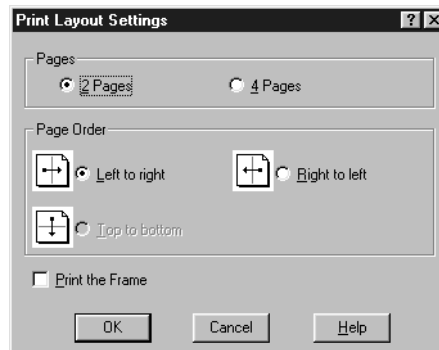 Print Layout Settings
Pages
2 Pages 4 Pages
Page Order
Left to right Right to left
Top to bottom
Print the Frame
OK Cancel Help